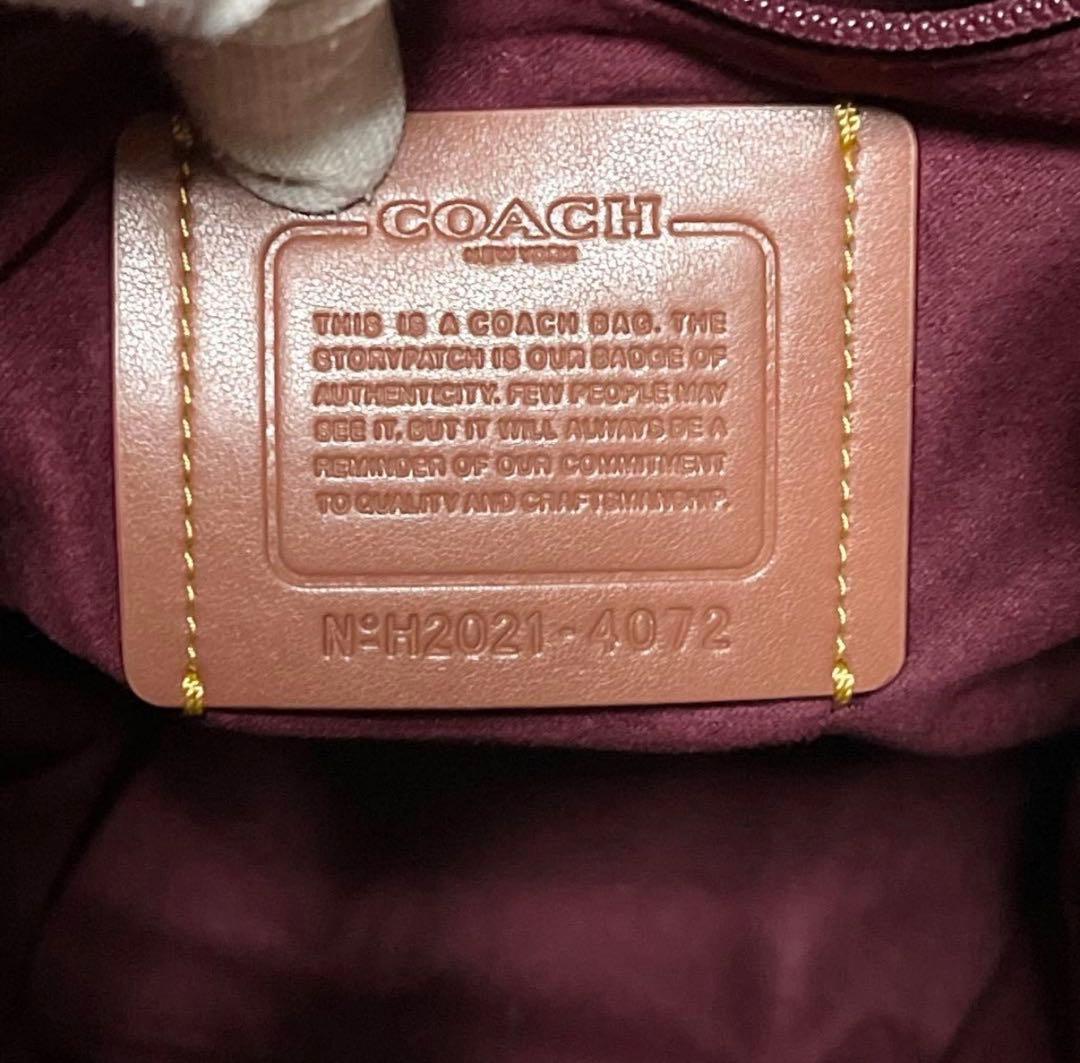 COACH
NEW YORK
THIS IS A COACH BAG. THE
STORYPATCH IS OUR BADGE OF
AUTHENTICITY. FEW PEOPLE MAY
SEE IT, BUT IT WILL ALWAYS BE A
REMINDER OF OUR COMMITMENT
TO QUALITY AND CRAFTSMANSHIP.
Nº H2021-4072